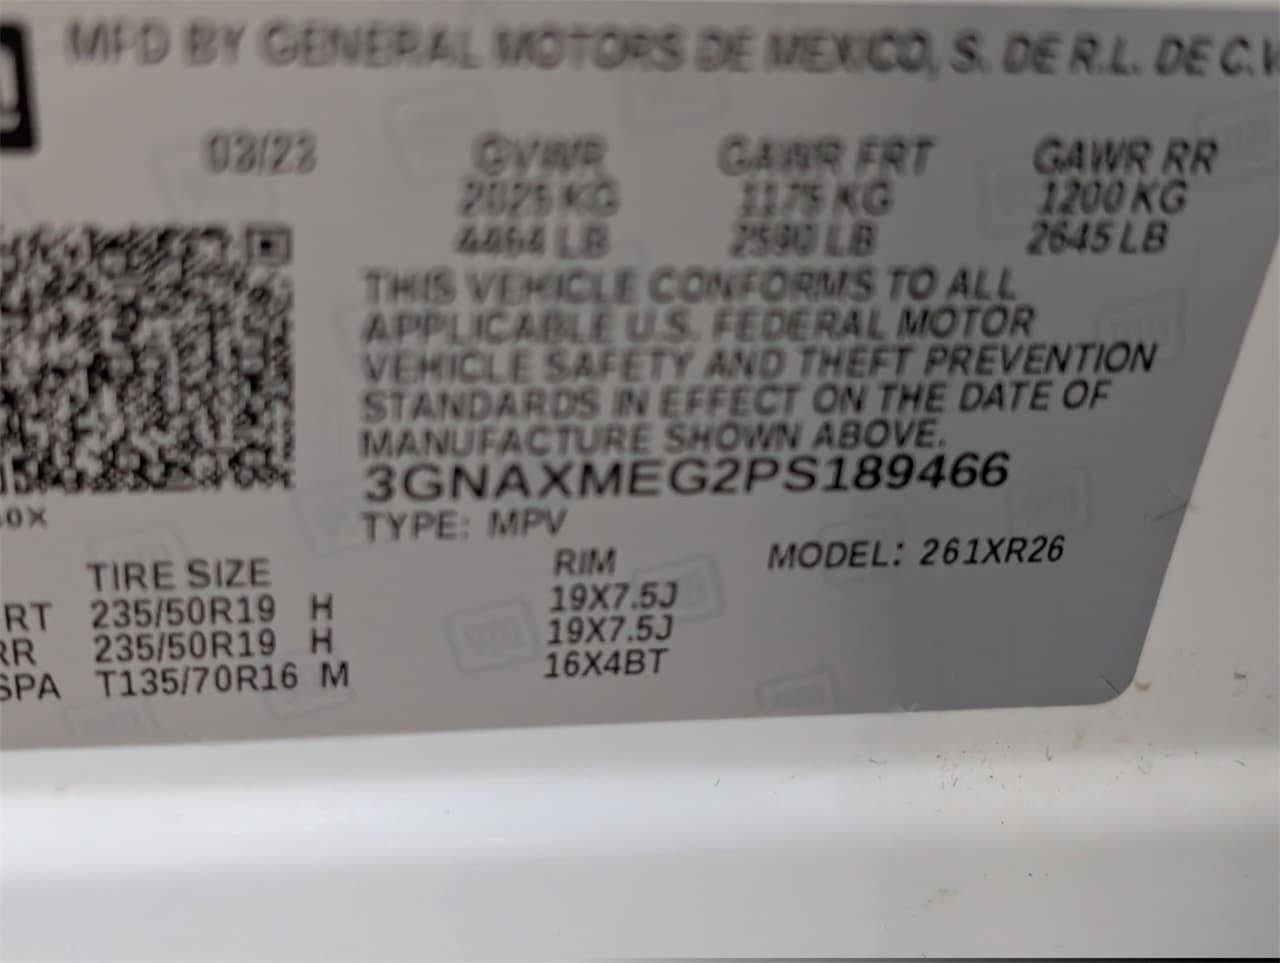 MFD BY GENERAL MOTORS DE MEXICO, S. DE R.L. DE C.V
03/23 GVWR GAWR FRT GAWR RR
2025 KG 1175 KG 1200 KG
4464 LB 2590 LB 2645 LB
THIS VEHICLE CONFORMS TO ALL
APPLICABLE U.S. FEDERAL MOTOR
VEHICLE SAFETY AND THEFT PREVENTION
STANDARDS IN EFFECT ON THE DATE OF
MANUFACTURE SHOWN ABOVE.
3GNAXMEG2PS189466
0X TYPE: MPV
MODEL: 261XR26
TIRE SIZE RIM
RT 235/50R19 H 19X7.5J
RR 235/50R19 H 19X7.5J
SPA T135/70R16 M 16X4BT